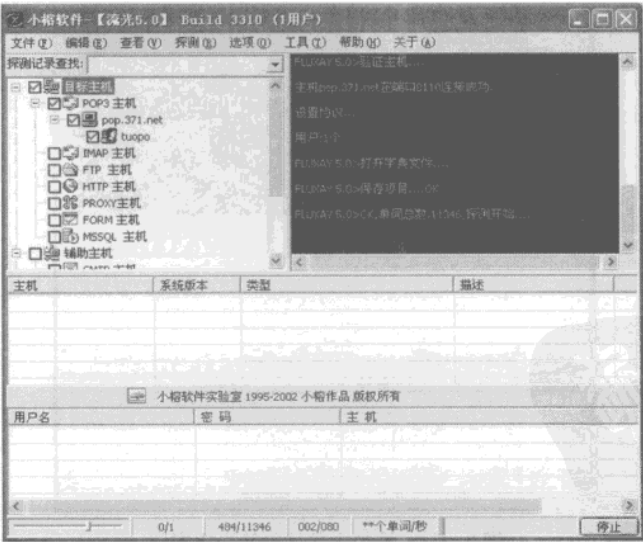 小榕软件-【流光5.0】 Build 3310 (1用户)
文件(F) 编辑(E) 查看(V) 探测(R) 选项(O) 工具(T) 帮助(H) 关于(A)
探测记录查找:
目标主机
POP3 主机
pop.371.net
tuopo
IMAP 主机
FTP 主机
HTTP 主机
PROXY主机
FORM 主机
MSSQL 主机
辅助主机
FLUXAY 5.0>验证主机....
主机pop.371.net在端口0110连接成功.
设置协议...
用户:1个
FLUXAY 5.0>打开字典文件....
FLUXAY 5.0>保存项目....OK
FLUXAY 5.0>OK,单词总数:11346,探测开始....
主机 系统版本 类型 描述
小榕软件实验室 1995-2002 小榕作品 版权所有
用户名 密码 主机
0/1 484/11346 002/080 **个单词/秒 停止